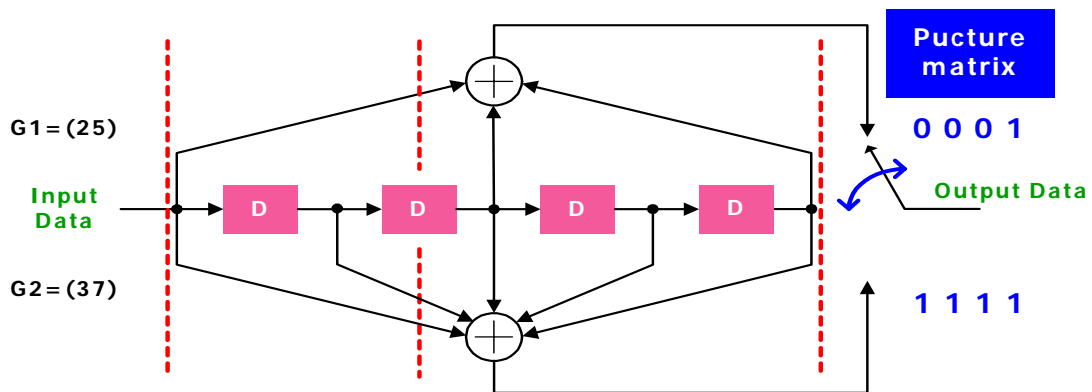 Pucture
matrix
G1=(25)
0 0 0 1
Input
Data
D
D
D
D
Output Data
G2=(37)
1 1 1 1